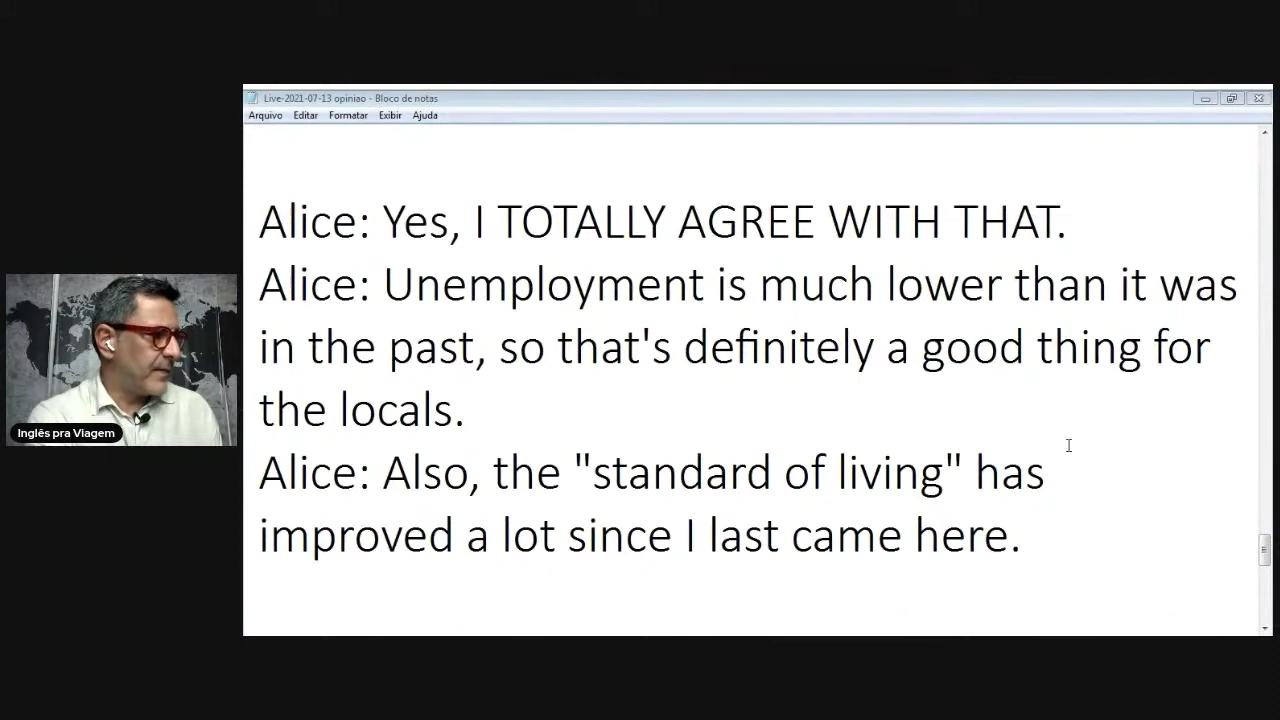 Live-2021-07-13 opiniao - Bloco de notas
Arquivo Editar Formatar Exibir Ajuda
Alice: Yes, I TOTALLY AGREE WITH THAT.
Alice: Unemployment is much lower than it was
in the past, so that's definitely a good thing for
the locals.
Alice: Also, the "standard of living" has
improved a lot since I last came here.
Inglês pra Viagem